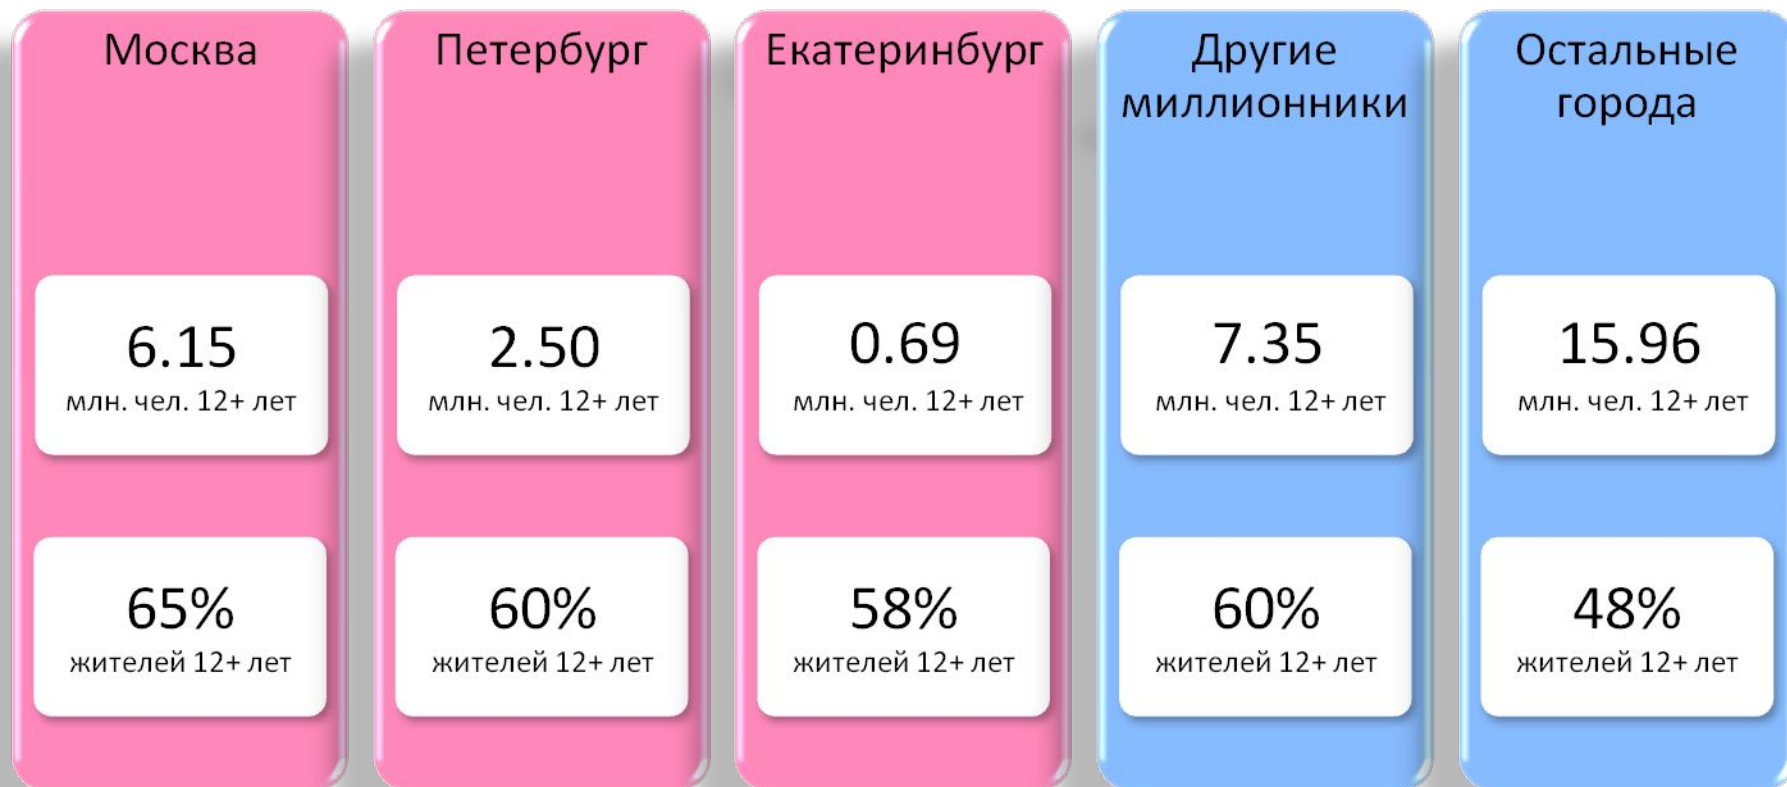 Москва
6.15
млн. чел. 12+ лет
65%
жителей 12+ лет
Петербург
2.50
млн. чел. 12+ лет
60%
жителей 12+ лет
Екатеринбург
0.69
млн. чел. 12+ лет
58%
жителей 12+ лет
Другие
миллионники
7.35
млн. чел. 12+ лет
60%
жителей 12+ лет
Остальные
города
15.96
млн. чел. 12+ лет
48%
жителей 12+ лет